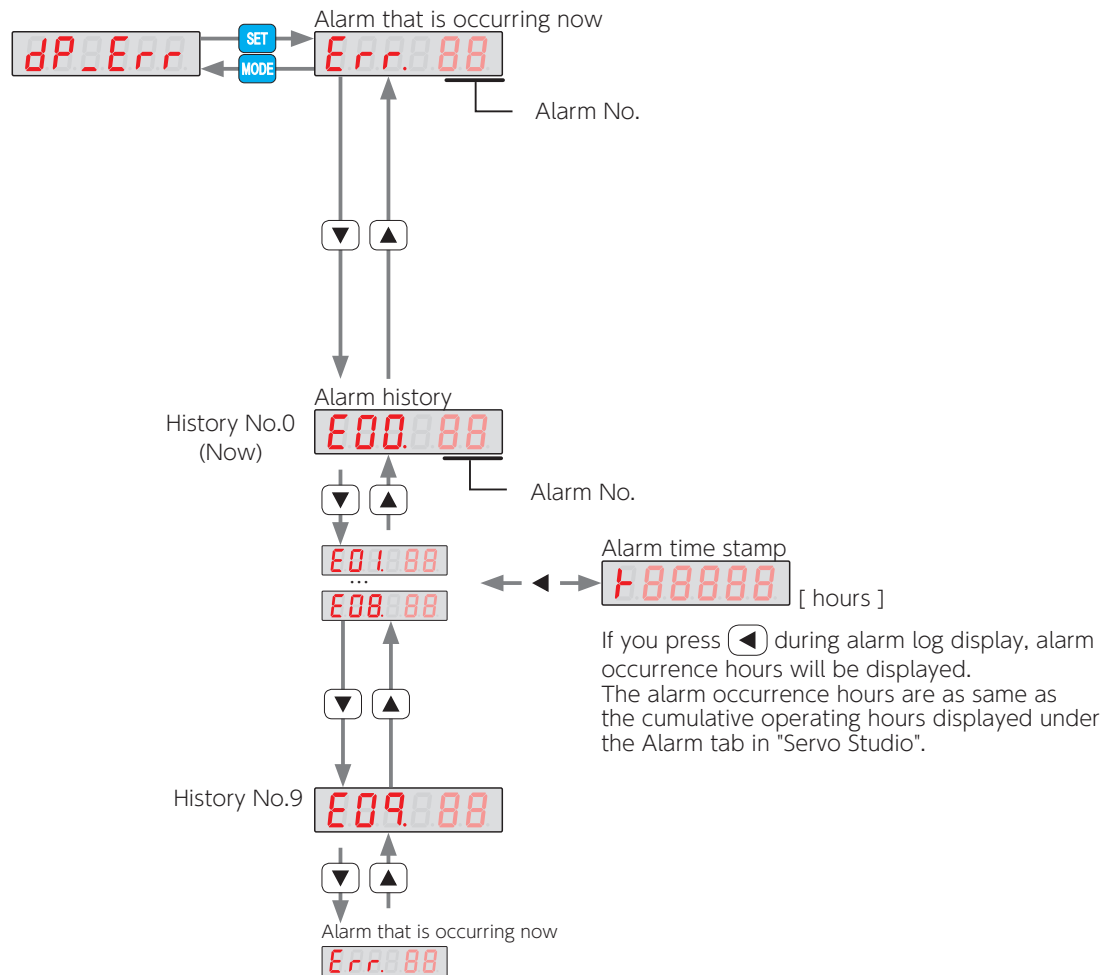 Alarm that is occurring now
dP_Err
SET
MODE
Err. 88
Alarm No.
▼ ▲
Alarm history
History No.0
(Now)
E00. 88
Alarm No.
▼ ▲
E01. 88
...
E08. 88
◀
Alarm time stamp
[ hours ]
If you press ◀ during alarm log display, alarm
occurrence hours will be displayed.
The alarm occurrence hours are as same as
the cumulative operating hours displayed under
the Alarm tab in "Servo Studio".
▼ ▲
History No.9
E09. 88
▼ ▲
Alarm that is occurring now
Err. 88